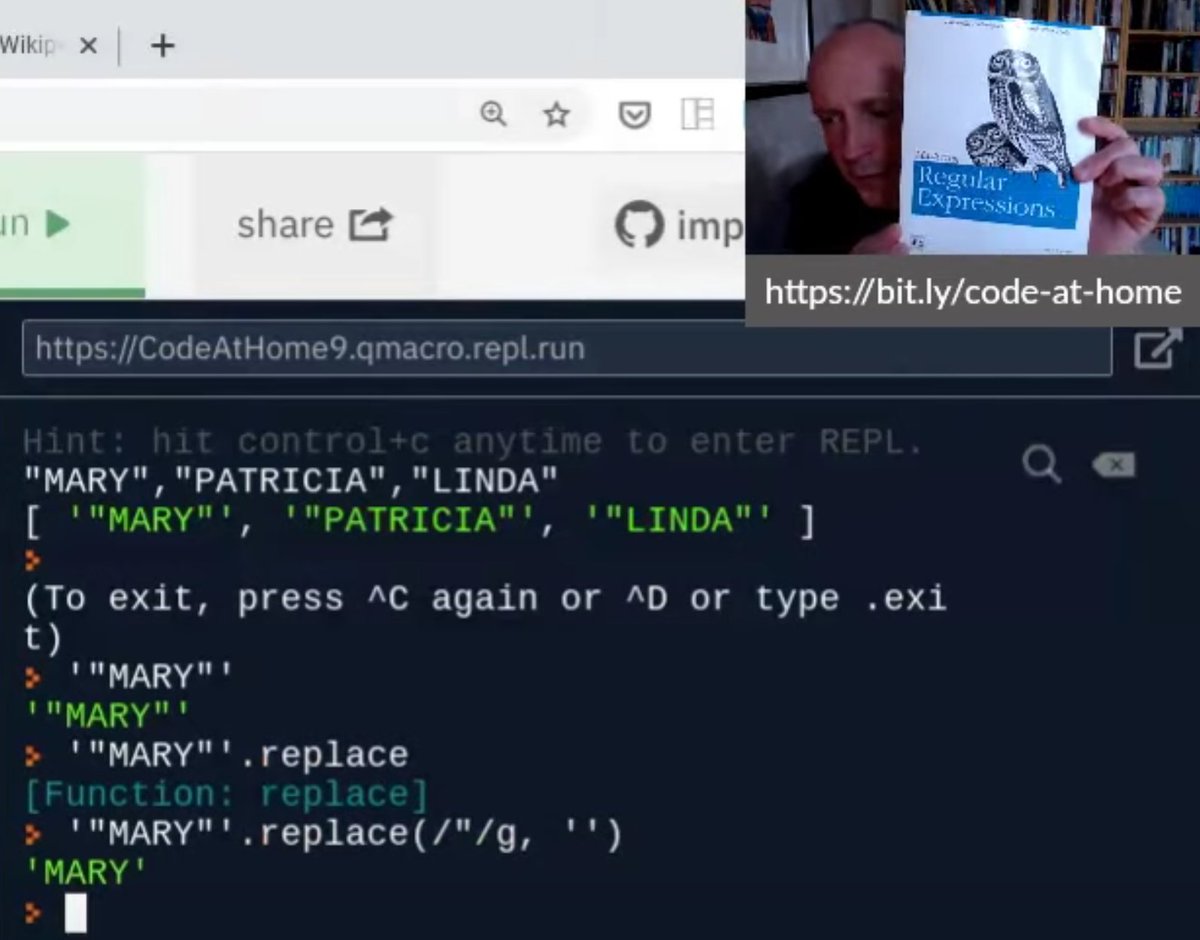 Wikip
un
share
imp
Mastering
Regular
Expressions
https://bit.ly/code-at-home
https://CodeAtHome9.qmacro.repl.run
Hint: hit control+c anytime to enter REPL.
"MARY","PATRICIA","LINDA"
[ '"MARY"', '"PATRICIA"', '"LINDA"' ]
>
(To exit, press ^C again or ^D or type .exi
t)
> '"MARY"'
'"MARY"'
> '"MARY"'.replace
[Function: replace]
> '"MARY"'.replace(/"/g, '')
'MARY'
>